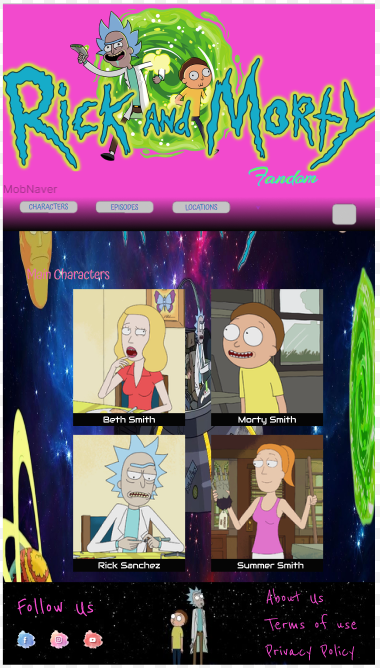 Rick and Morty
Fandom
MobNaver
CHARACTERS EPISODES LOCATIONS
Main Characters
Beth Smith Morty Smith
Rick Sanchez Summer Smith
Follow Us
About Us
Terms of use
Privacy Policy